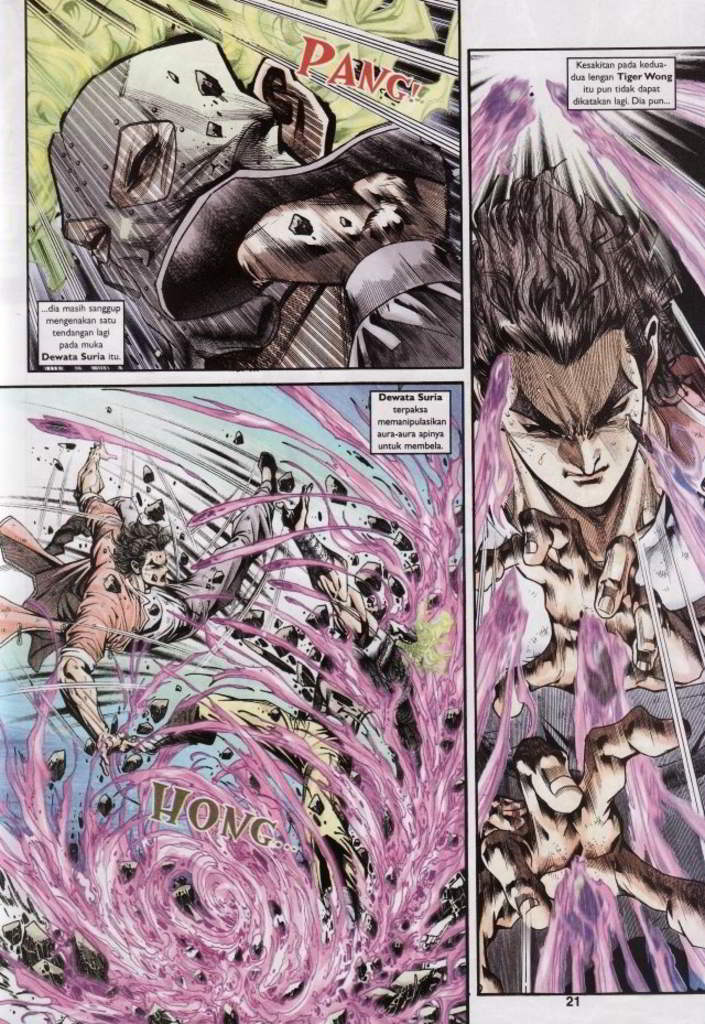 Kesakitan pada kedua-
dua lengan Tiger Wong
itu pun tidak dapat
dikatakan lagi. Dia pun...
PANG!!
...dia masih sanggup
mengenakan satu
tendangan lagi
pada muka
Dewata Suria itu.
Dewata Suria
terpaksa
memanipulasikan
aura-aura apinya
untuk membela.
HONG...
21